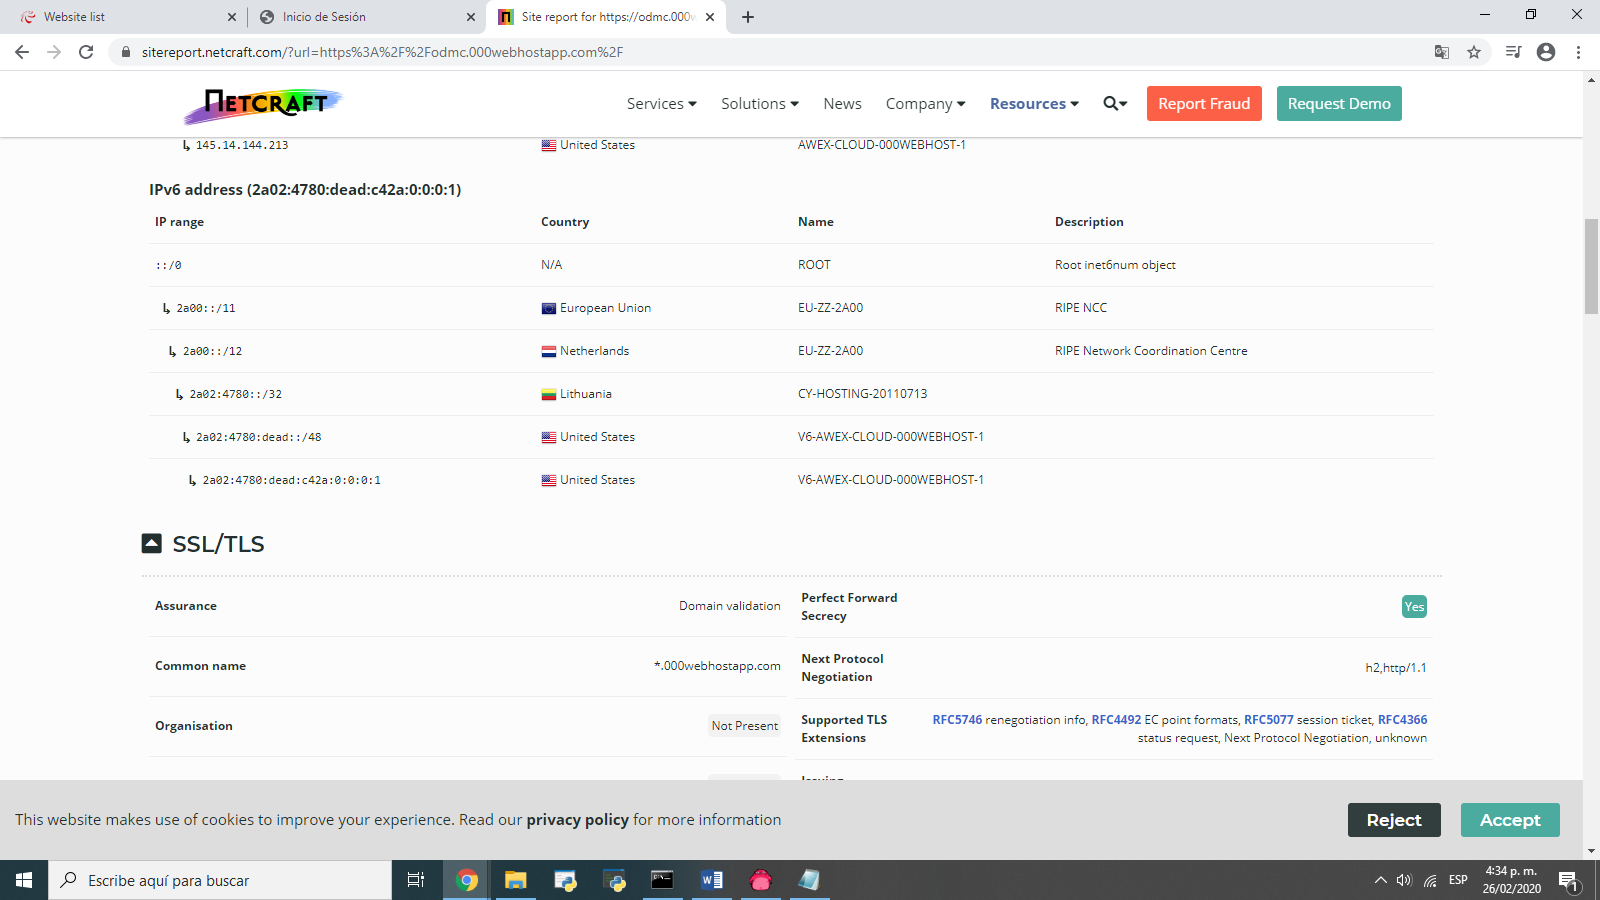 Website list
Inicio de Sesión
Site report for https://odmc.000w
sitereport.netcraft.com/?url=https%3A%2F%2Fodmc.000webhostapp.com%2F
NETCRAFT
Services
Solutions
News
Company
Resources
Report Fraud
Request Demo
145.14.144.213 United States AWEX-CLOUD-000WEBHOST-1
IPv6 address (2a02:4780:dead:c42a:0:0:0:1)
IP range Country Name Description
::/0 N/A ROOT Root inet6num object
2a00::/11 European Union EU-ZZ-2A00 RIPE NCC
2a00::/12 Netherlands EU-ZZ-2A00 RIPE Network Coordination Centre
2a02:4780::/32 Lithuania CY-HOSTING-20110713
2a02:4780:dead::/48 United States V6-AWEX-CLOUD-000WEBHOST-1
2a02:4780:dead:c42a:0:0:0:1 United States V6-AWEX-CLOUD-000WEBHOST-1
SSL/TLS
Assurance Domain validation
Perfect Forward
Secrecy
Yes
Common name *.000webhostapp.com
Next Protocol
Negotiation
h2,http/1.1
Organisation Not Present
Supported TLS
Extensions
RFC5746 renegotiation info, RFC4492 EC point formats, RFC5077 session ticket, RFC4366
status request, Next Protocol Negotiation, unknown
This website makes use of cookies to improve your experience. Read our privacy policy for more information
Reject
Accept
Escribe aquí para buscar
ESP
4:34 p. m.
26/02/2020
1